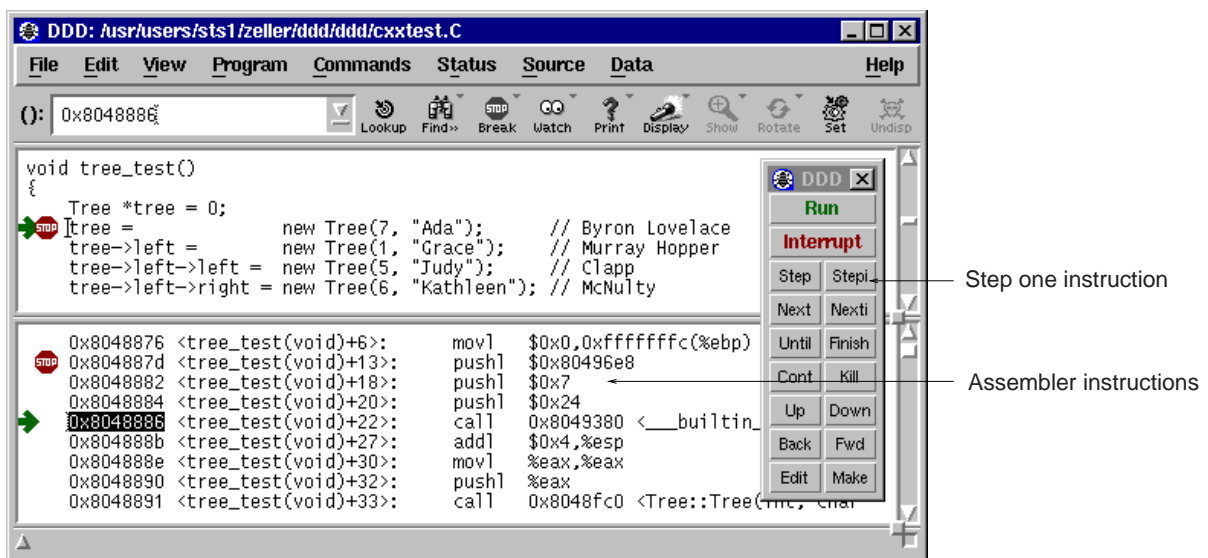 DDD: /usr/users/sts1/zeller/ddd/ddd/cxxtest.C
File Edit View Program Commands Status Source Data Help
(): 0x8048886
Lookup Find» Break Watch Print Display Show Rotate Set Undisp
void tree_test()
{
Tree *tree = 0;
STOP tree = new Tree(7, "Ada"); // Byron Lovelace
tree->left = new Tree(1, "Grace"); // Murray Hopper
tree->left->left = new Tree(5, "Judy"); // Clapp
tree->left->right = new Tree(6, "Kathleen"); // McNulty
0x8048876 <tree_test(void)+6>: movl $0x0,0xfffffffc(%ebp)
STOP 0x804887d <tree_test(void)+13>: pushl $0x80496e8
0x8048882 <tree_test(void)+18>: pushl $0x7
0x8048884 <tree_test(void)+20>: pushl $0x24
0x8048886 <tree_test(void)+22>: call 0x8049380 <___builtin_
0x804888b <tree_test(void)+27>: addl $0x4,%esp
0x804888e <tree_test(void)+30>: movl %eax,%eax
0x8048890 <tree_test(void)+32>: pushl %eax
0x8048891 <tree_test(void)+33>: call 0x8048fc0 <Tree::Tree(int, char
DDD
Run
Interrupt
Step Stepi
Next Nexti
Until Finish
Cont Kill
Up Down
Back Fwd
Edit Make
Step one instruction
Assembler instructions